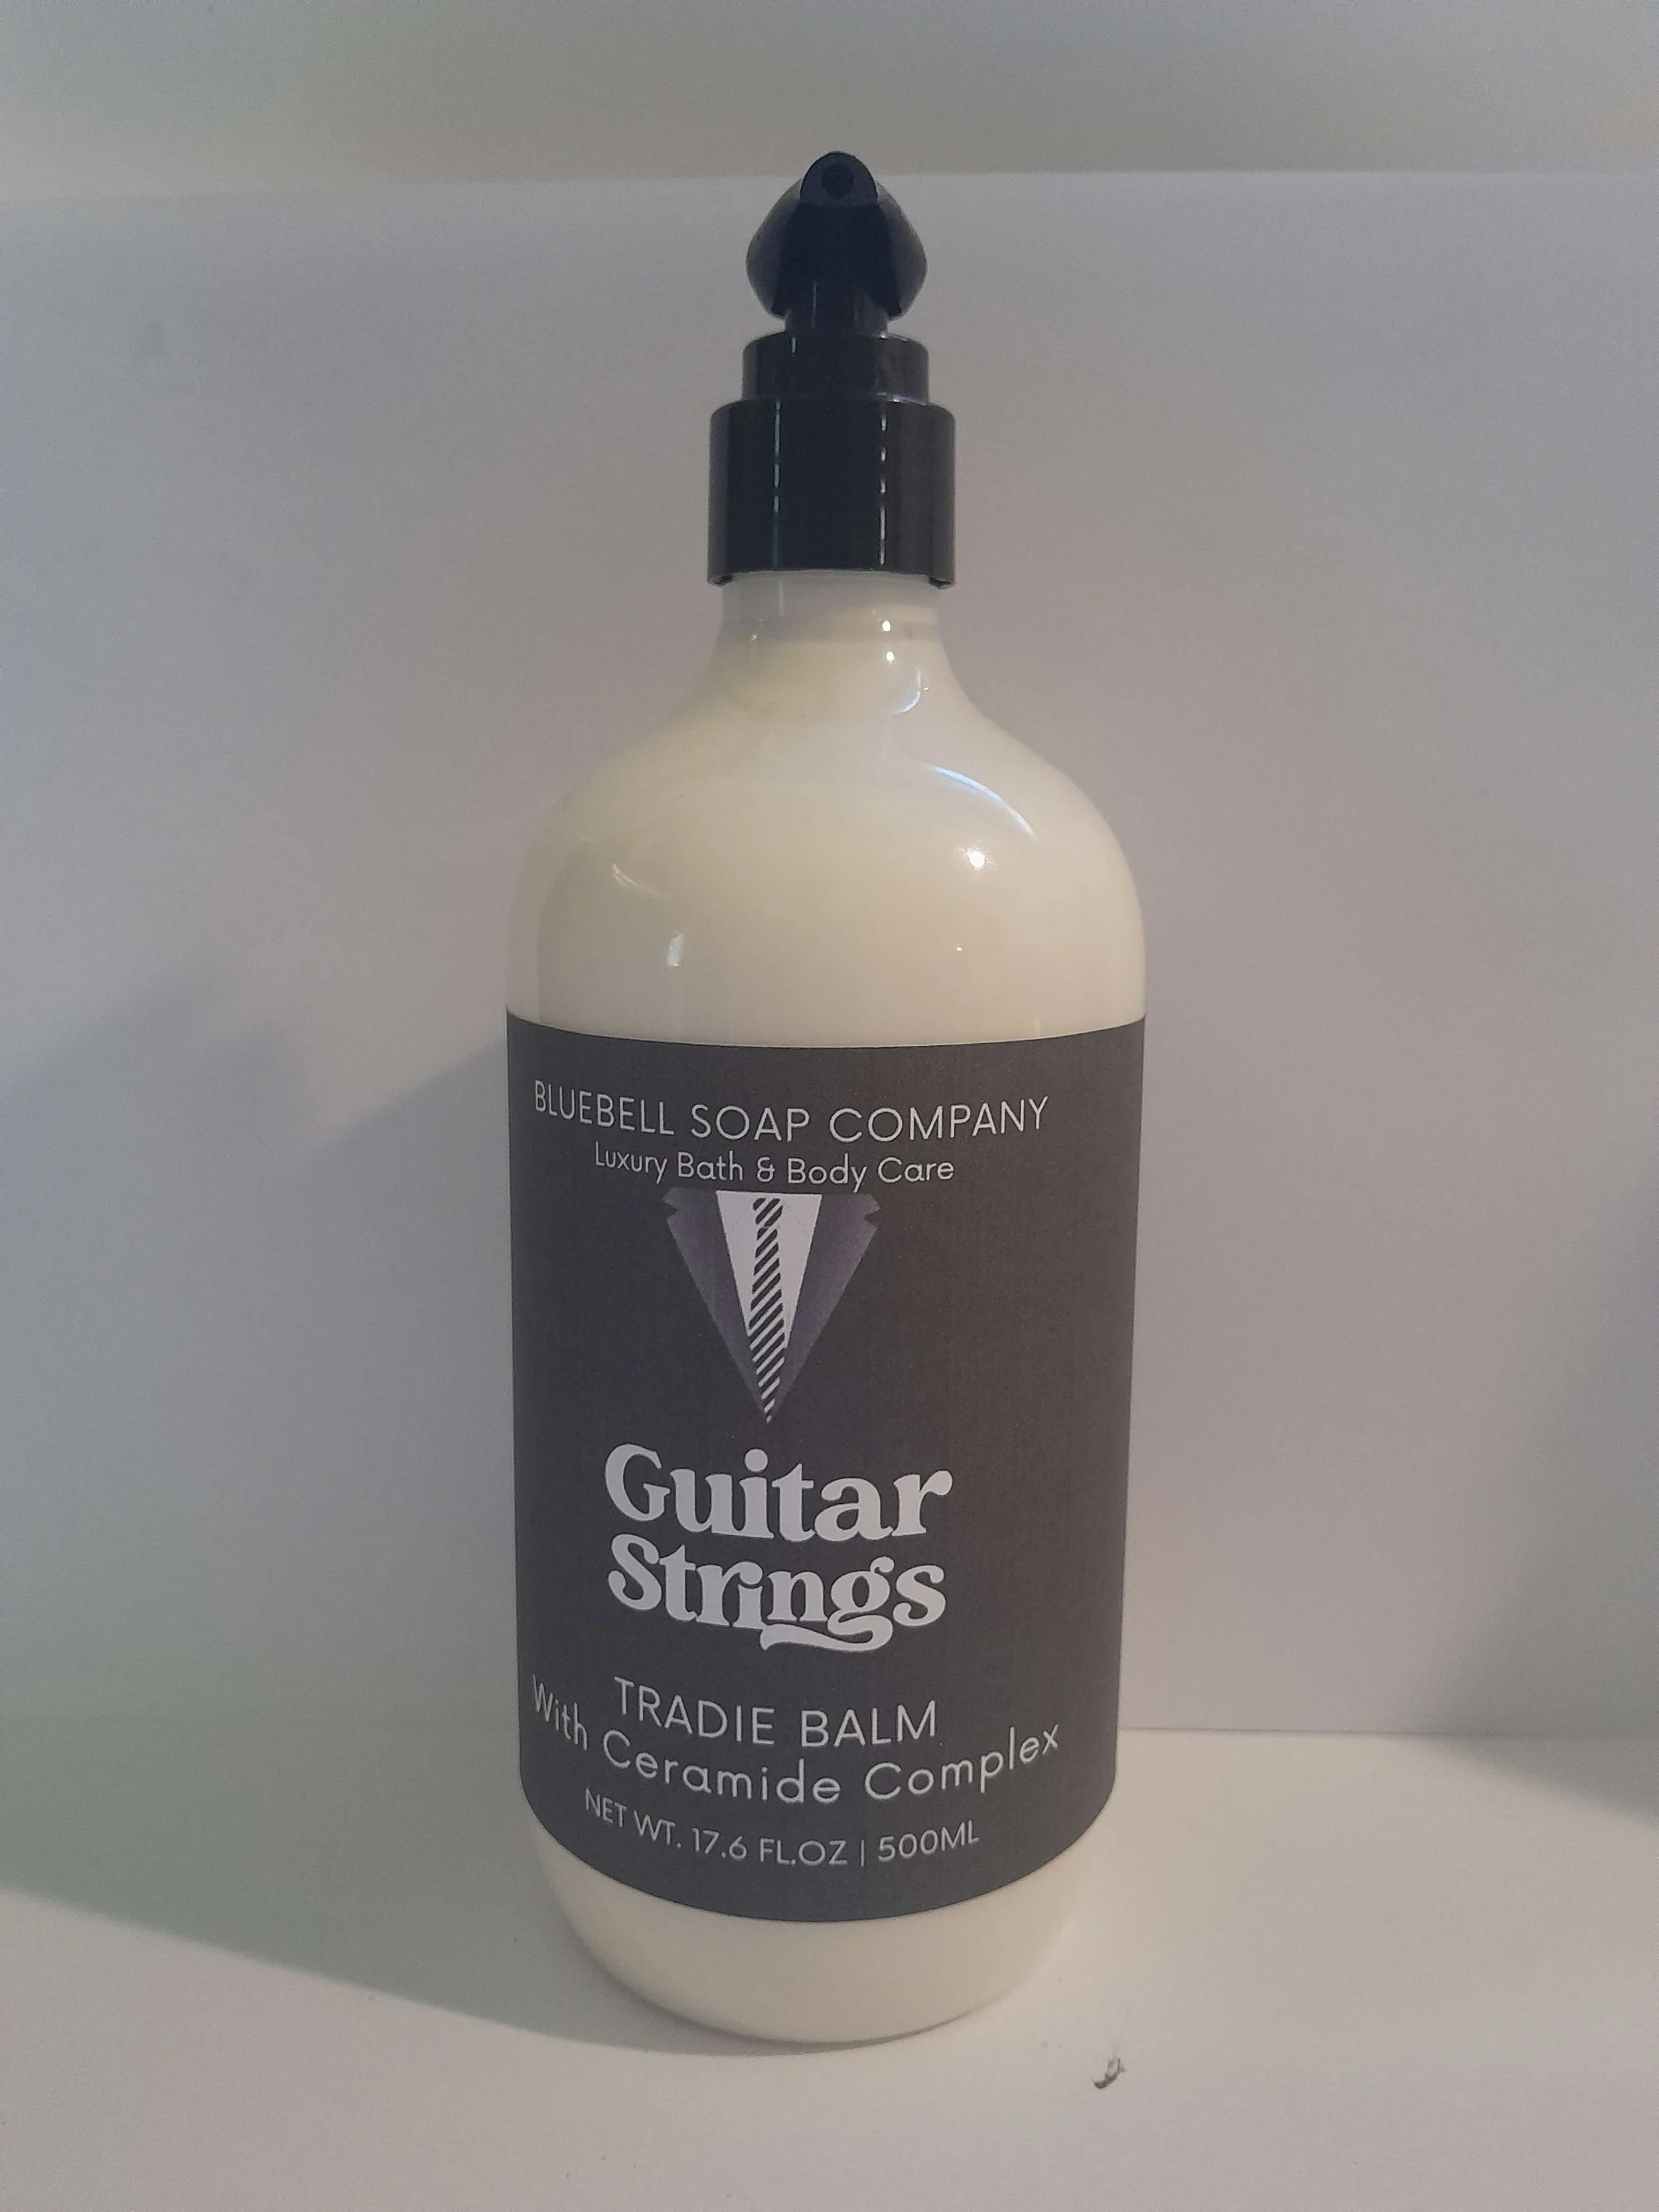 BLUEBELL SOAP COMPANY
Luxury Bath & Body Care
Guitar
Strings
TRADIE BALM
With Ceramide Complex
NET WT. 17.6 FL.OZ | 500ML